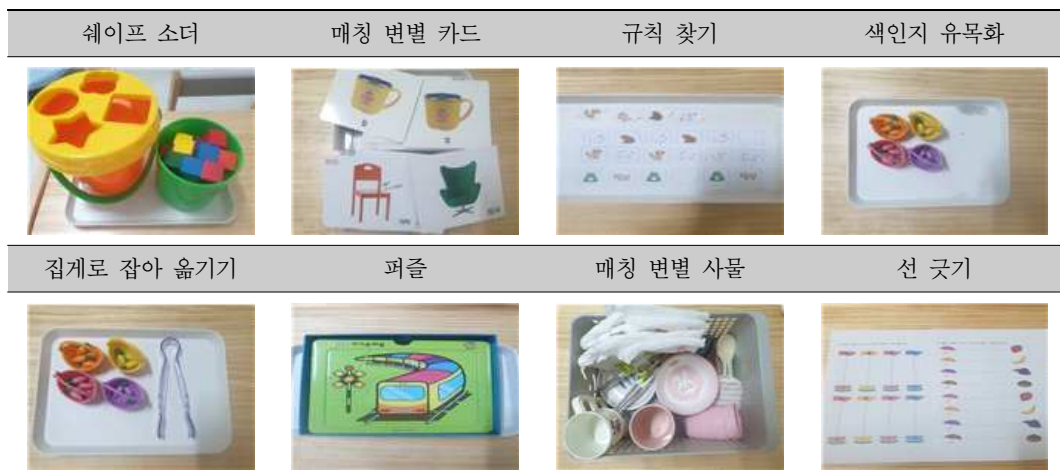 쉐이프 소더
매칭 변별 카드
규칙 찾기
색인지 유목화
집게로 잡아 옮기기
퍼즐
매칭 변별 사물
선 긋기